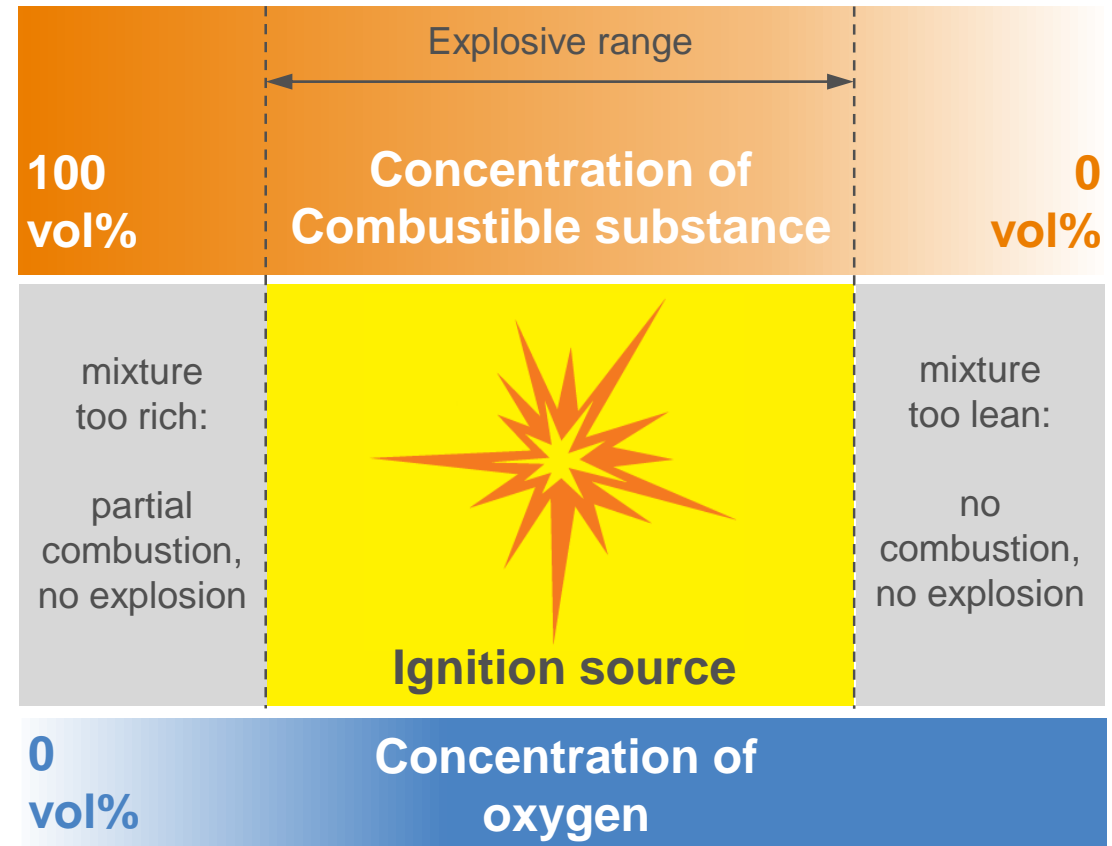 Explosive range
100
vol%
Concentration of
Combustible substance
0
vol%
mixture
too rich:
partial
combustion,
no explosion
Ignition source
mixture
too lean:
no
combustion,
no explosion
0
vol%
Concentration of
oxygen